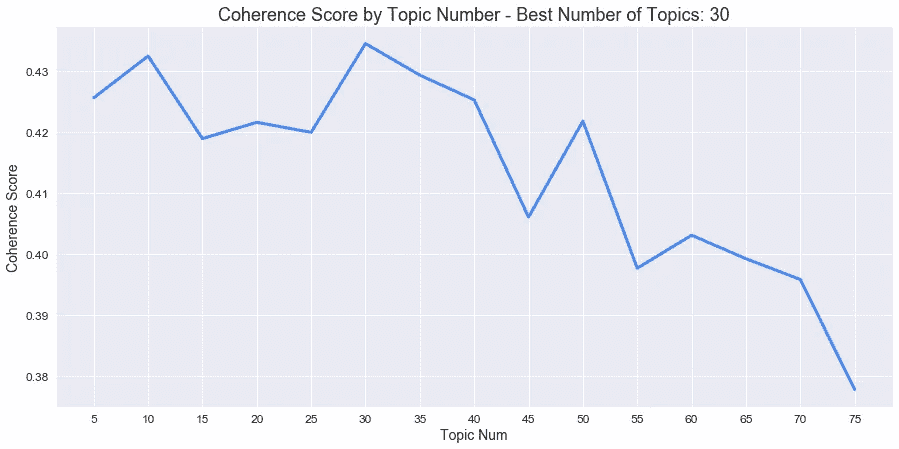 Coherence Score by Topic Number - Best Number of Topics: 30
Coherence Score
0.43
0.42
0.41
0.40
0.39
0.38
5 10 15 20 25 30 35 40 45 50 55 60 65 70 75
Topic Num